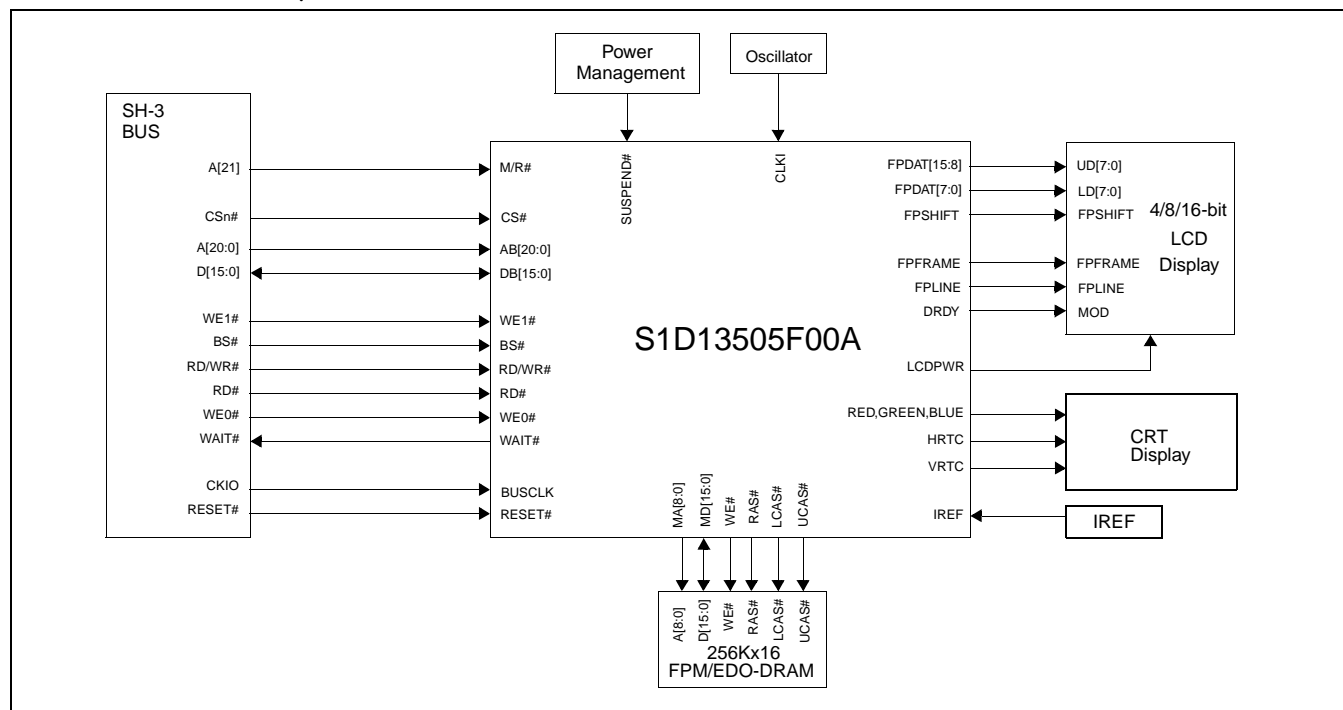 Power
Management
Oscillator
SH-3
BUS
A[21]
CSn#
A[20:0]
D[15:0]
WE1#
BS#
RD/WR#
RD#
WE0#
WAIT#
CKIO
RESET#
M/R#
CS#
AB[20:0]
DB[15:0]
WE1#
BS#
RD/WR#
RD#
WE0#
WAIT#
BUSCLK
RESET#
SUSPEND#
CLKI
S1D13505F00A
FPDAT[15:8]
FPDAT[7:0]
FPSHIFT
FPFRAME
FPLINE
DRDY
LCDPWR
RED,GREEN,BLUE
HRTC
VRTC
IREF
UD[7:0]
LD[7:0]
FPSHIFT
FPFRAME
FPLINE
MOD
4/8/16-bit
LCD
Display
CRT
Display
IREF
MA[8:0]
MD[15:0]
WE#
RAS#
LCAS#
UCAS#
A[8:0]
D[15:0]
WE#
RAS#
LCAS#
UCAS#
256Kx16
FPM/EDO-DRAM